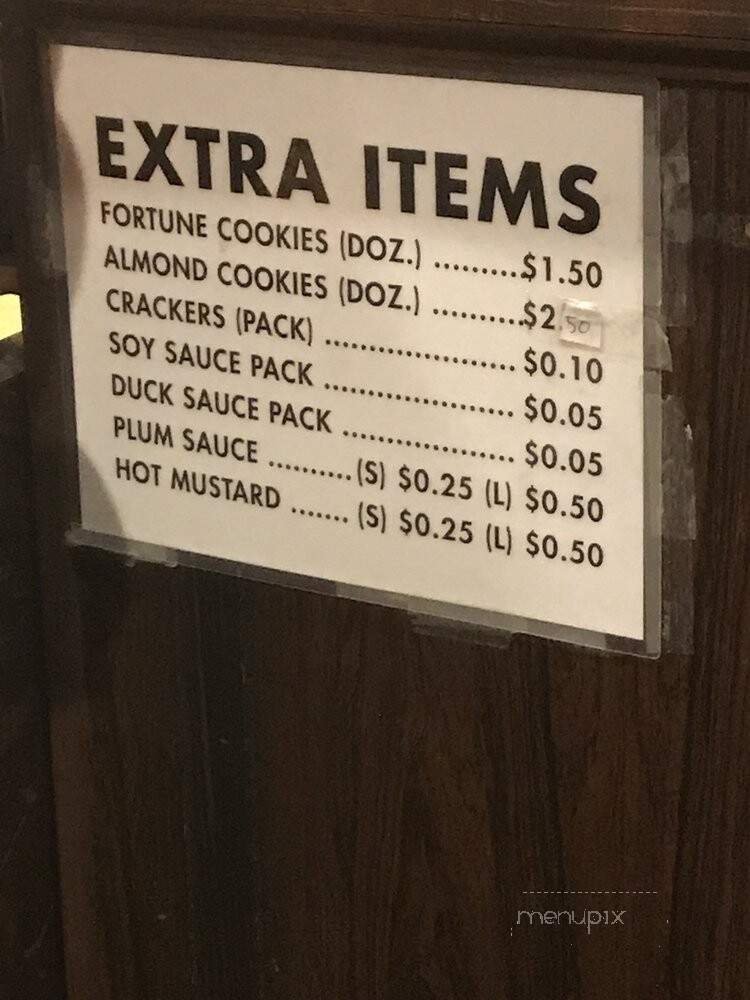 EXTRA ITEMS
FORTUNE COOKIES (DOZ.) .........$1.50
ALMOND COOKIES (DOZ.) ..........$2.50
CRACKERS (PACK) .................... $0.10
SOY SAUCE PACK .................... $0.05
DUCK SAUCE PACK .................. $0.05
PLUM SAUCE ..........(S) $0.25 (L) $0.50
HOT MUSTARD ....... (S) $0.25 (L) $0.50
menupix